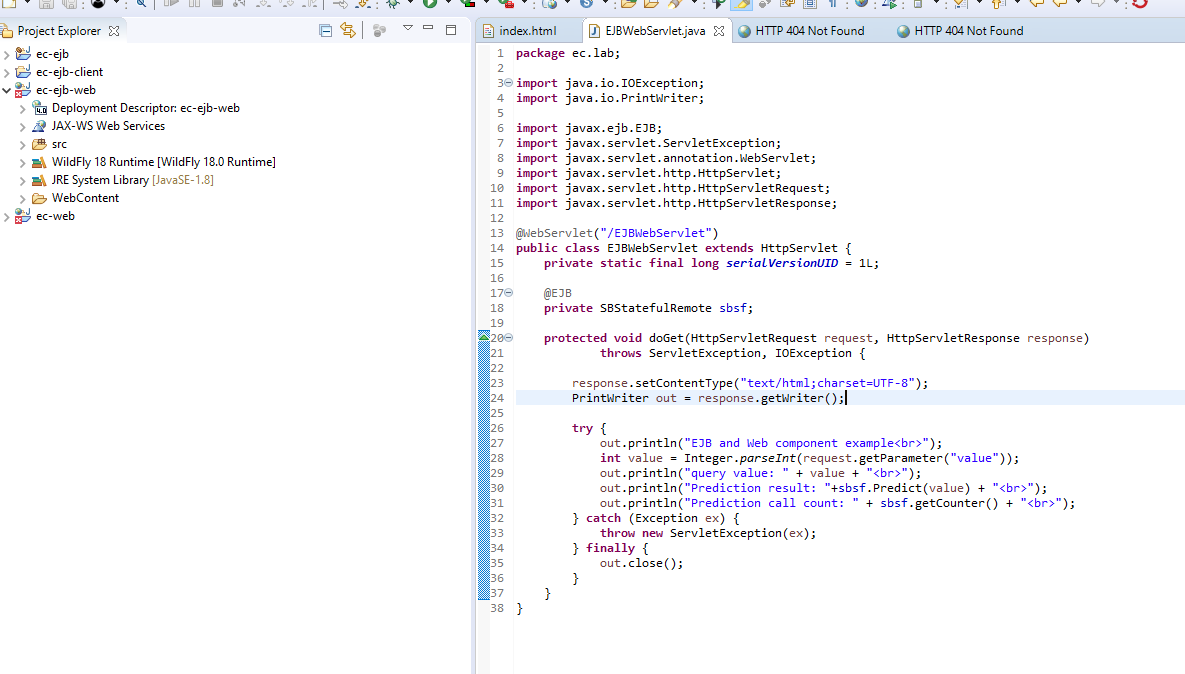 Project Explorer
ec-ejb
ec-ejb-client
ec-ejb-web
Deployment Descriptor: ec-ejb-web
JAX-WS Web Services
src
WildFly 18 Runtime [WildFly 18.0 Runtime]
JRE System Library [JavaSE-1.8]
WebContent
ec-web
index.html EJBWebServlet.java HTTP 404 Not Found HTTP 404 Not Found
1 package ec.lab;
2
3 import java.io.IOException;
4 import java.io.PrintWriter;
5
6 import javax.ejb.EJB;
7 import javax.servlet.ServletException;
8 import javax.servlet.annotation.WebServlet;
9 import javax.servlet.http.HttpServlet;
10 import javax.servlet.http.HttpServletRequest;
11 import javax.servlet.http.HttpServletResponse;
12
13 @WebServlet("/EJBWebServlet")
14 public class EJBWebServlet extends HttpServlet {
15 private static final long serialVersionUID = 1L;
16
17 @EJB
18 private SBStatefulRemote sbsf;
19
20 protected void doGet(HttpServletRequest request, HttpServletResponse response)
21 throws ServletException, IOException {
22
23 response.setContentType("text/html;charset=UTF-8");
24 PrintWriter out = response.getWriter();
25
26 try {
27 out.println("EJB and Web component example<br>");
28 int value = Integer.parseInt(request.getParameter("value"));
29 out.println("query value: " + value + "<br>");
30 out.println("Prediction result: "+sbsf.Predict(value) + "<br>");
31 out.println("Prediction call count: " + sbsf.getCounter() + "<br>");
32 } catch (Exception ex) {
33 throw new ServletException(ex);
34 } finally {
35 out.close();
36 }
37 }
38 }